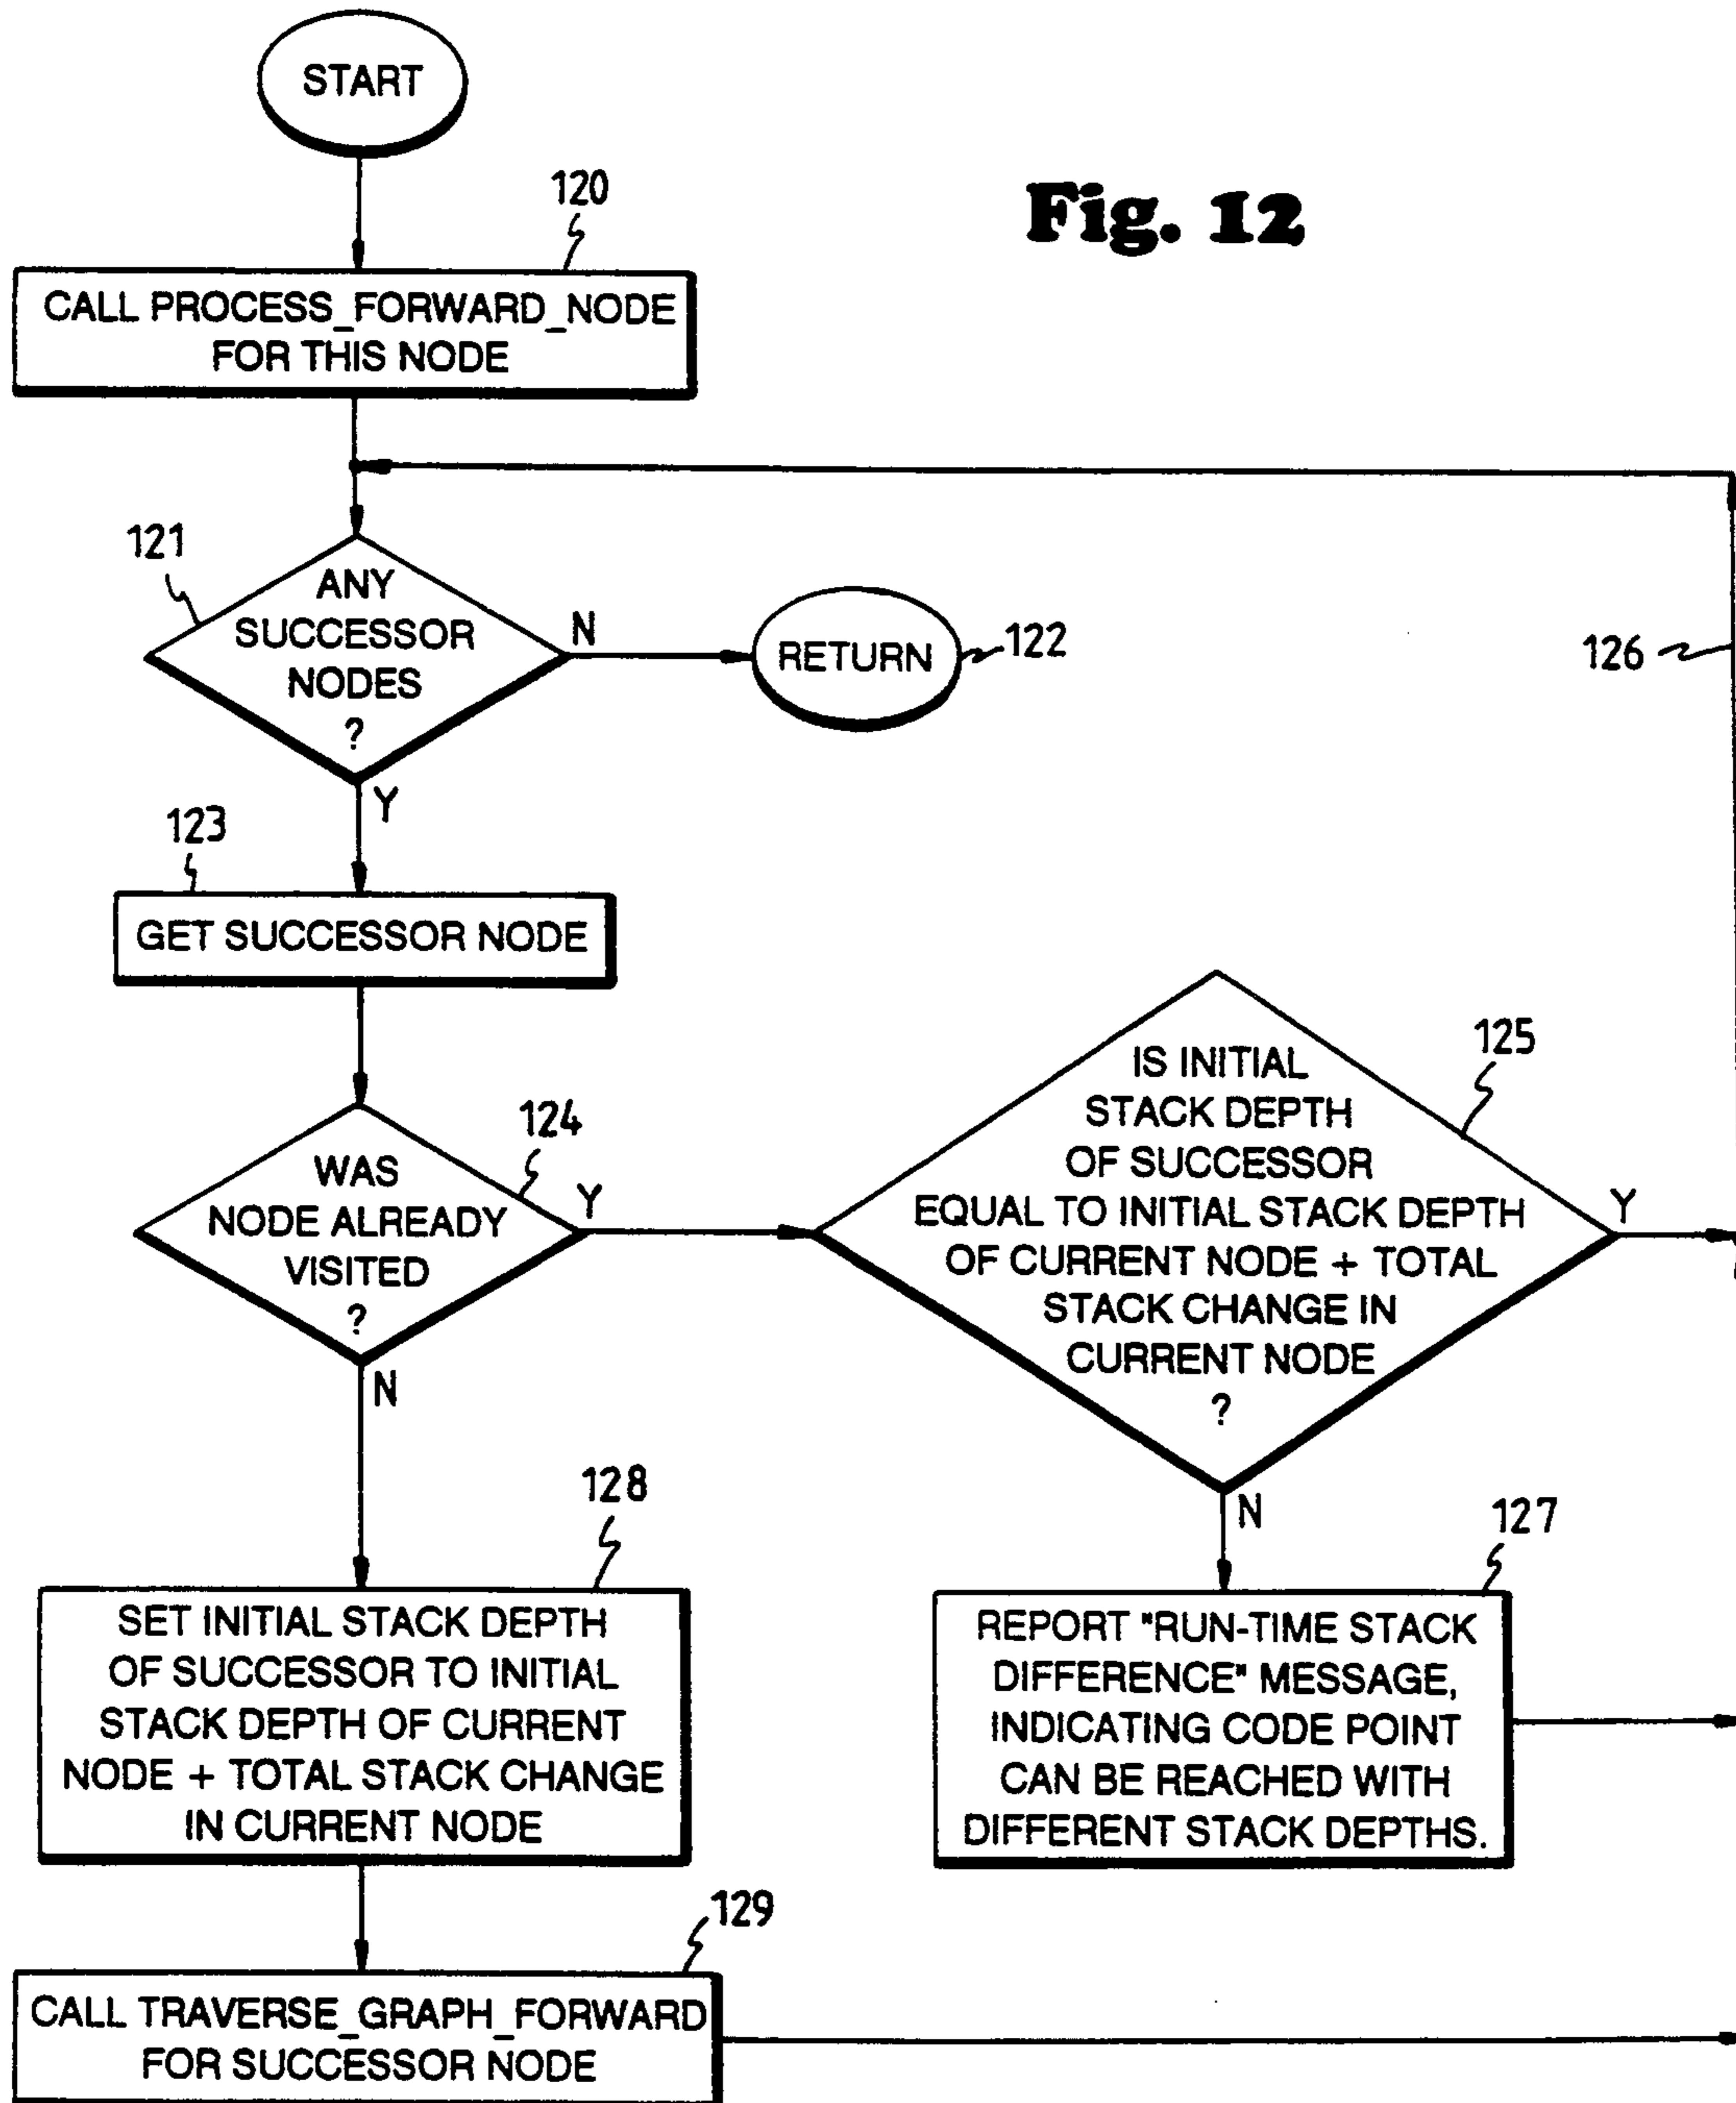 START
Fig. 12
120
CALL PROCESS_FORWARD_NODE
FOR THIS NODE
121
ANY
SUCCESSOR
NODES
?
N
RETURN
122
126
Y
123
GET SUCCESSOR NODE
124
WAS
NODE ALREADY
VISITED
?
Y
N
125
IS INITIAL
STACK DEPTH
OF SUCCESSOR
EQUAL TO INITIAL STACK DEPTH
OF CURRENT NODE + TOTAL
STACK CHANGE IN
CURRENT NODE
?
Y
N
128
SET INITIAL STACK DEPTH
OF SUCCESSOR TO INITIAL
STACK DEPTH OF CURRENT
NODE + TOTAL STACK CHANGE
IN CURRENT NODE
127
REPORT "RUN-TIME STACK
DIFFERENCE" MESSAGE,
INDICATING CODE POINT
CAN BE REACHED WITH
DIFFERENT STACK DEPTHS.
129
CALL TRAVERSE_GRAPH_FORWARD
FOR SUCCESSOR NODE